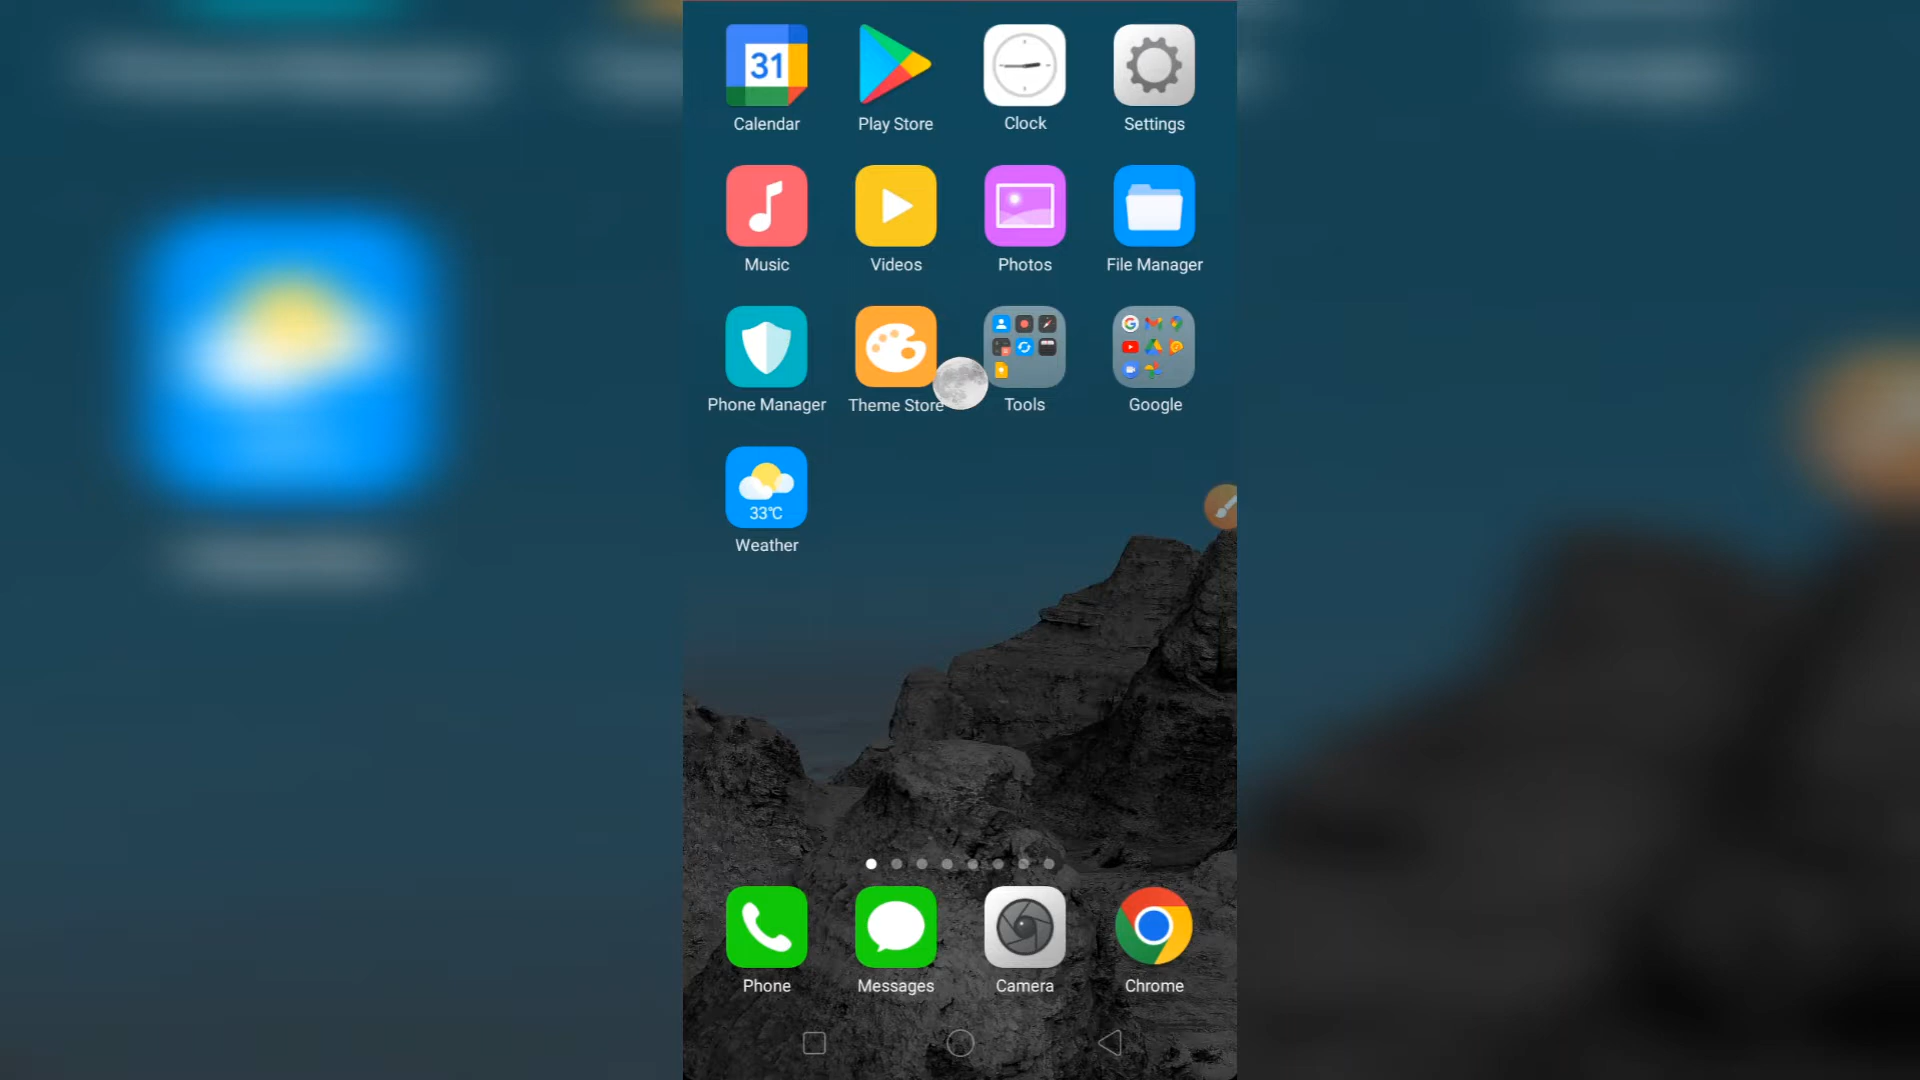 31
Calendar
Play Store
Clock
Settings
Music
Videos
Photos
File Manager
Phone Manager
Theme Store
Tools
Google
33°C
Weather
Phone
Messages
Camera
Chrome